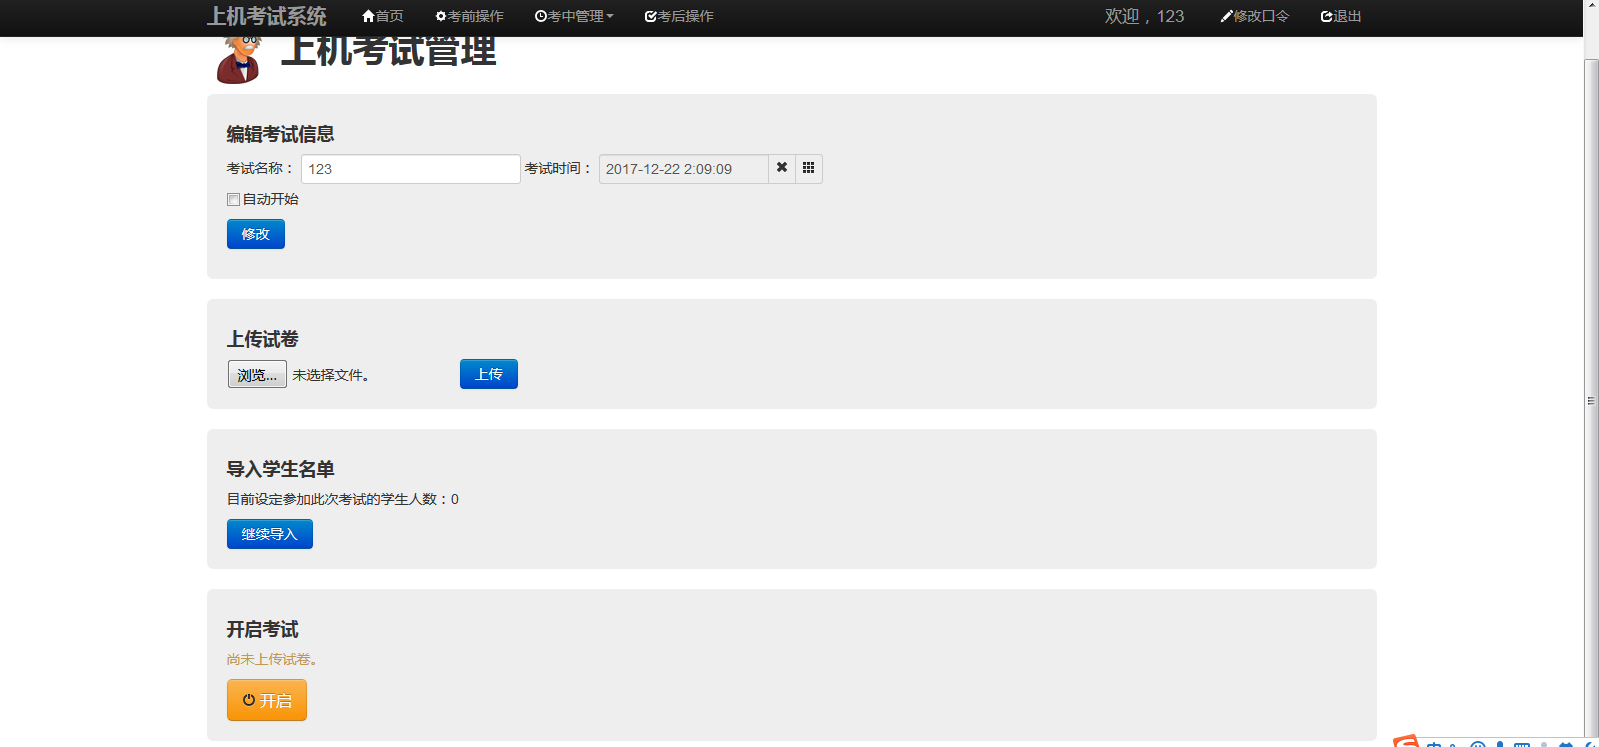 上机考试系统 首页 考前操作 考中管理 考后操作 欢迎，123 修改口令 退出
上机考试管理
编辑考试信息
考试名称： 123 考试时间： 2017-12-22 2:09:09
自动开始
修改
上传试卷
浏览... 未选择文件。 上传
导入学生名单
目前设定参加此次考试的学生人数：0
继续导入
开启考试
尚未上传试卷。
开启